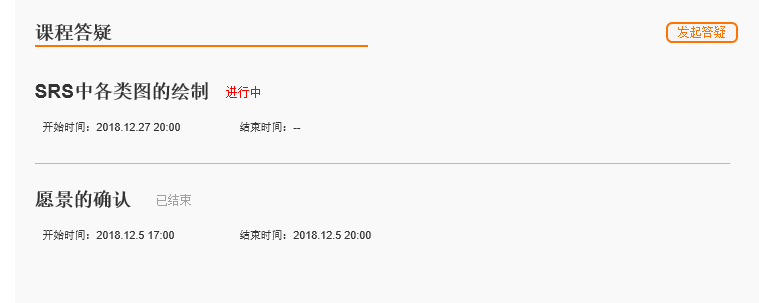 课程答疑
发起答疑
SRS中各类图的绘制 进行中
开始时间：2018.12.27 20:00 结束时间：--
愿景的确认 已结束
开始时间：2018.12.5 17:00 结束时间：2018.12.5 20:00